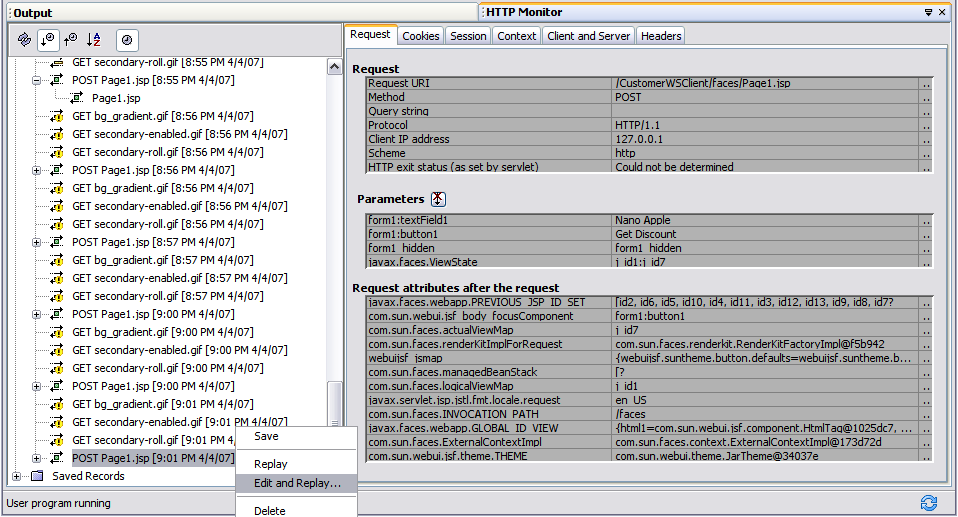 Output
HTTP Monitor
GET secondary-roll.gif [8:55 PM 4/4/07]
POST Page1.jsp [8:55 PM 4/4/07]
Page1.jsp
GET bg_gradient.gif [8:56 PM 4/4/07]
GET secondary-enabled.gif [8:56 PM 4/4/07]
GET secondary-roll.gif [8:56 PM 4/4/07]
POST Page1.jsp [8:56 PM 4/4/07]
GET bg_gradient.gif [8:56 PM 4/4/07]
GET secondary-enabled.gif [8:56 PM 4/4/07]
GET secondary-roll.gif [8:56 PM 4/4/07]
POST Page1.jsp [8:57 PM 4/4/07]
GET bg_gradient.gif [8:57 PM 4/4/07]
GET secondary-enabled.gif [8:57 PM 4/4/07]
GET secondary-roll.gif [8:57 PM 4/4/07]
POST Page1.jsp [9:00 PM 4/4/07]
GET bg_gradient.gif [9:00 PM 4/4/07]
GET secondary-enabled.gif [9:00 PM 4/4/07]
GET secondary-roll.gif [9:00 PM 4/4/07]
POST Page1.jsp [9:00 PM 4/4/07]
GET bg_gradient.gif [9:01 PM 4/4/07]
GET secondary-enabled.gif [9:01 PM 4/4/07]
GET secondary-roll.gif [9:01 PM 4/
POST Page1.jsp [9:01 PM 4/4/07]
Saved Records
Save
Replay
Edit and Replay...
Delete
Request Cookies Session Context Client and Server Headers
Request
Request URI /CustomerWSClient/faces/Page1.jsp ..
Method POST ..
Query string ..
Protocol HTTP/1.1 ..
Client IP address 127.0.0.1 ..
Scheme http ..
HTTP exit status (as set by servlet) Could not be determined ..
Parameters
form1:textField1 Nano Apple ..
form1:button1 Get Discount ..
form1_hidden form1_hidden ..
javax.faces.ViewState j_id1:j_id7 ..
Request attributes after the request
javax.faces.webapp.PREVIOUS_JSP_ID_SET [id2, id6, id5, id10, id4, id11, id3, id12, id13, id9, id8, id7? ..
com.sun.webui.jsf_body_focusComponent form1:button1 ..
com.sun.faces.actualViewMap j_id7 ..
com.sun.faces.renderKitImplForRequest com.sun.faces.renderkit.RenderKitFactoryImpl@f5b942 ..
webuijsf_jsmap {webuijsf.suntheme.button.defaults=webuijsf.suntheme.b... ..
com.sun.faces.managedBeanStack [? ..
com.sun.faces.logicalViewMap j_id1 ..
javax.servlet.jsp.jstl.fmt.locale.request en_US ..
com.sun.faces.INVOCATION_PATH /faces ..
javax.faces.webapp.GLOBAL_ID_VIEW {html1=com.sun.webui.jsf.component.HtmlTag@1025dc7, ... ..
com.sun.faces.ExternalContextImpl com.sun.faces.context.ExternalContextImpl@173d72d ..
com.sun.webui.jsf.theme.THEME com.sun.webui.theme.JarTheme@34037e ..
User program running